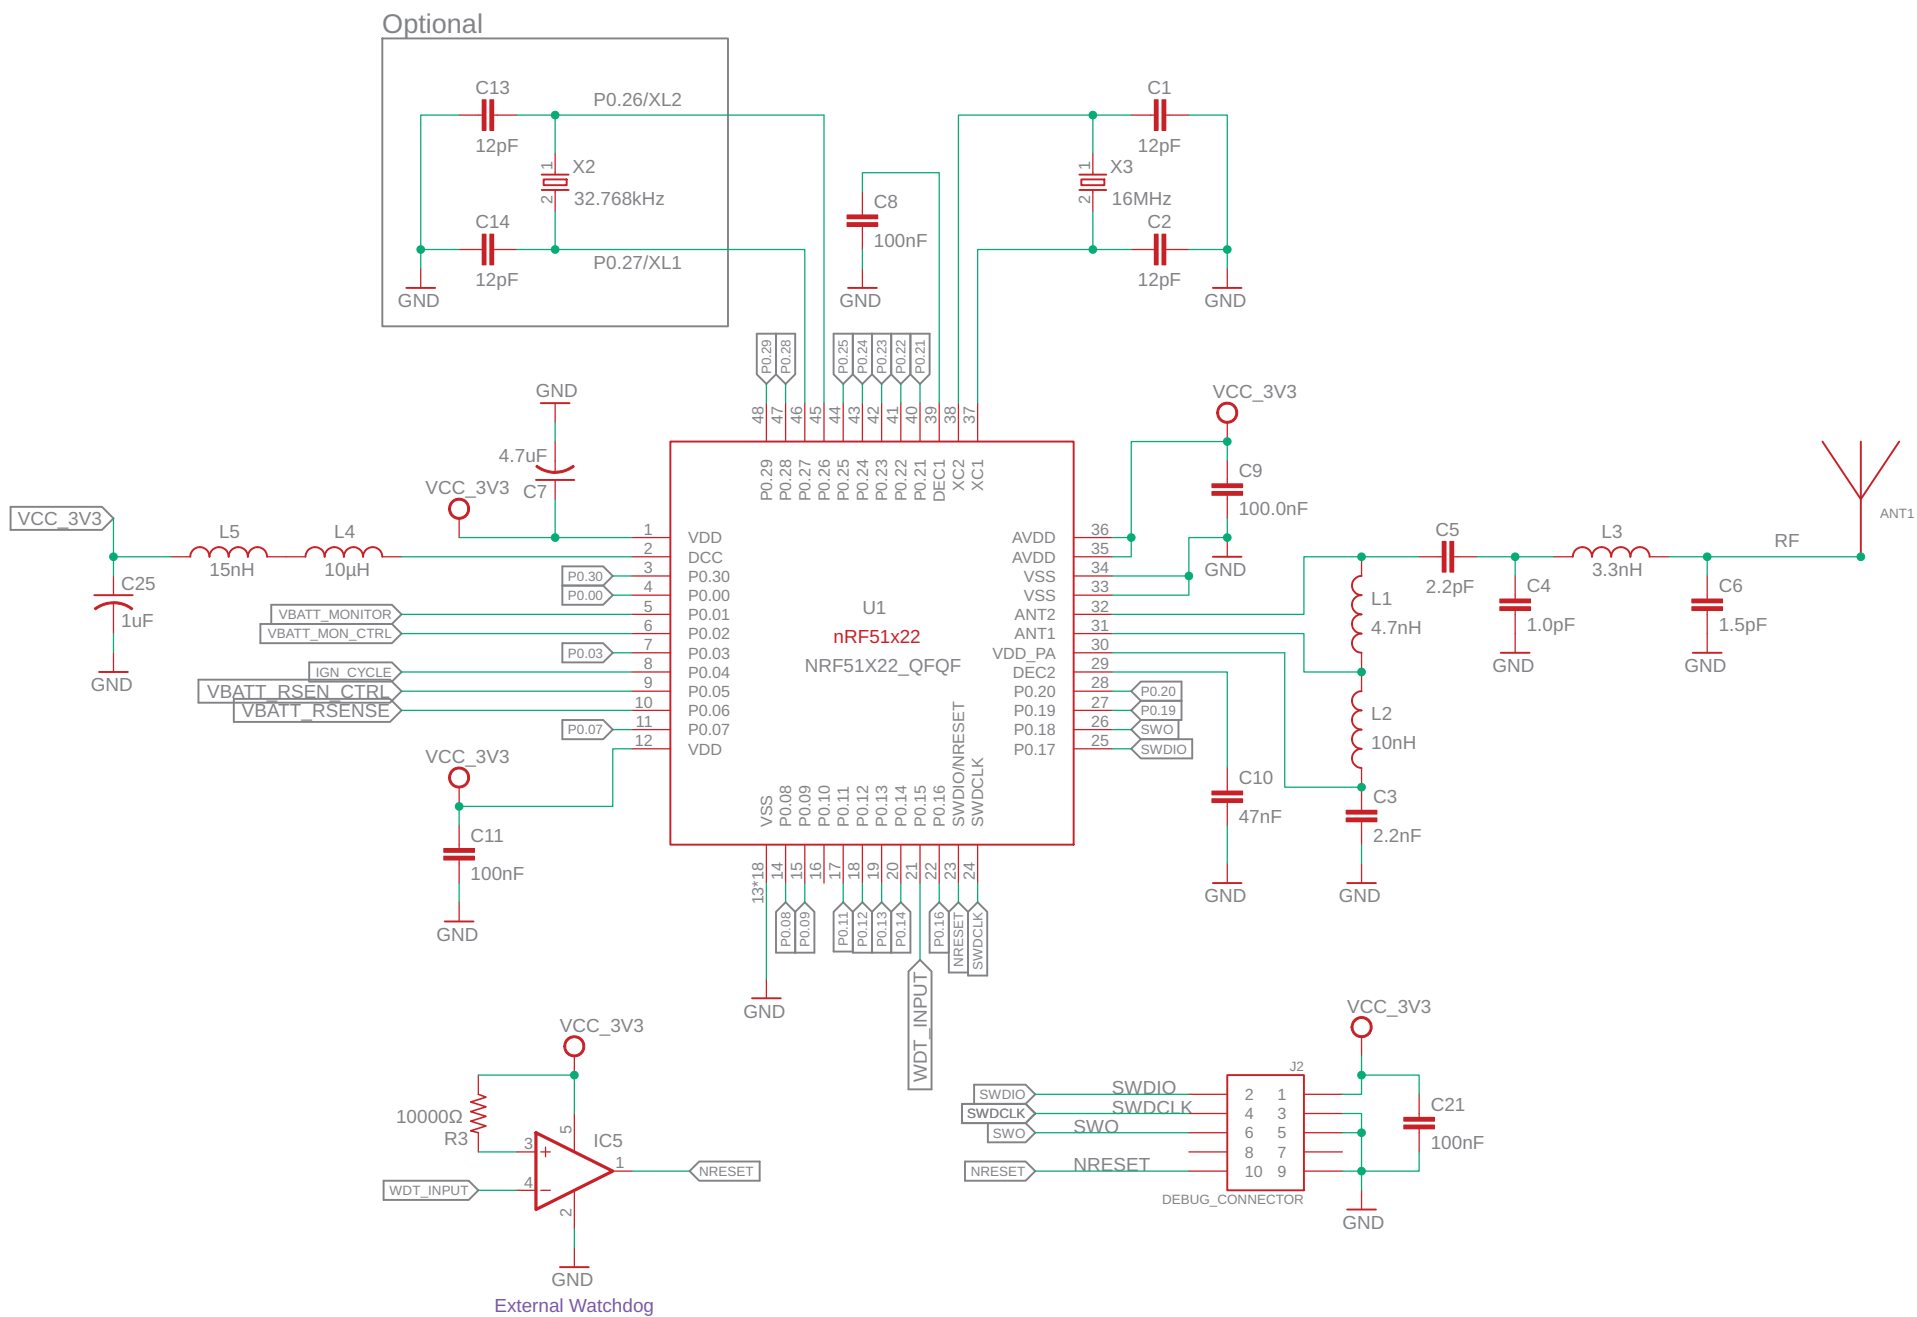 Optional
C13
12pF
P0.26/XL2
1
X2
2
32.768kHz
C14
12pF
P0.27/XL1
GND
C8
100nF
GND
C1
12pF
1
X3
2
16MHz
C2
12pF
GND
P0.29
P0.28
P0.25
P0.24
P0.23
P0.22
P0.21
48
47
46
45
44
43
42
41
40
39
38
37
P0.29
P0.28
P0.27
P0.26
P0.25
P0.24
P0.23
P0.22
P0.21
DEC1
XC2
XC1
GND
4.7uF
C7
VCC_3V3
VCC_3V3
L5
15nH
L4
10µH
C25
1uF
GND
P0.30
P0.00
VBATT_MONITOR
VBATT_MON_CTRL
P0.03
IGN_CYCLE
VBATT_RSEN_CTRL
VBATT_RSENSE
P0.07
VCC_3V3
C11
100nF
GND
1 VDD
2 DCC
3 P0.30
4 P0.00
5 P0.01
6 P0.02
7 P0.03
8 P0.04
9 P0.05
10 P0.06
11 P0.07
12 VDD
U1
nRF51x22
NRF51X22_QFQF
AVDD 36
AVDD 35
VSS 34
VSS 33
ANT2 32
ANT1 31
VDD_PA 30
DEC2 29
P0.20 28
P0.19 27
P0.18 26
P0.17 25
P0.20
P0.19
SWO
SWDIO
VCC_3V3
C9
100.0nF
GND
C10
47nF
GND
L1
4.7nH
L2
10nH
C3
2.2nF
GND
C5
2.2pF
C4
1.0pF
GND
L3
3.3nH
C6
1.5pF
GND
RF
ANT1
VSS
P0.08
P0.09
P0.10
P0.11
P0.12
P0.13
P0.14
P0.15
P0.16
SWDIO/NRESET
SWDCLK
13*18
14
15
16
17
18
19
20
21
22
23
24
P0.08
P0.09
P0.11
P0.12
P0.13
P0.14
WDT_INPUT
P0.16
NRESET
SWDCLK
GND
VCC_3V3
10000Ω
R3
3
4
5
2
1
IC5
WDT_INPUT
NRESET
GND
External Watchdog
VCC_3V3
J2
SWDIO
SWDIO
SWDCLK
SWDCLK
SWO
SWO
NRESET
NRESET
2 1
4 3
6 5
8 7
10 9
DEBUG_CONNECTOR
C21
100nF
GND